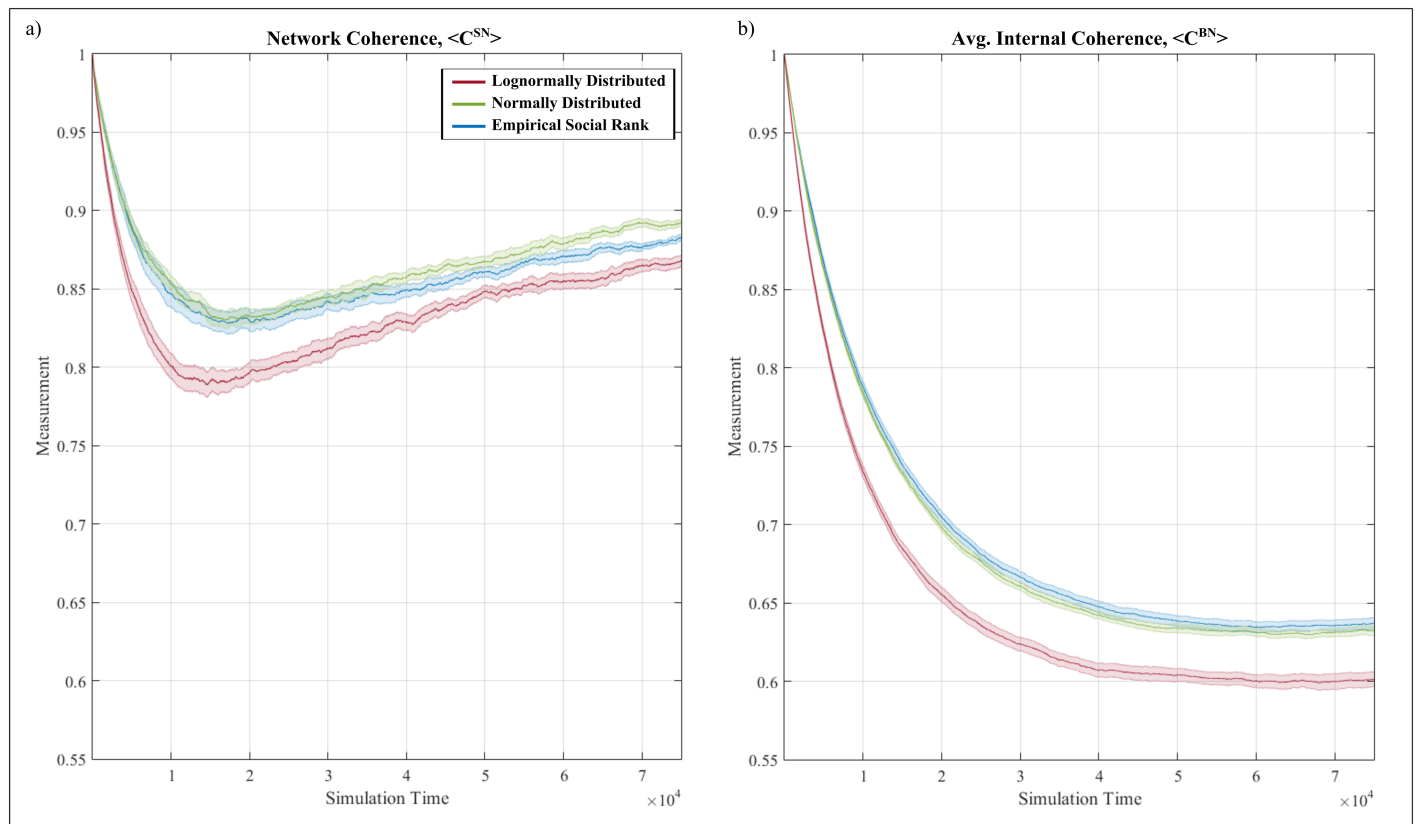 a)
Network Coherence, <C^SN>
Lognormally Distributed
Normally Distributed
Empirical Social Rank
1
0.95
0.9
0.85
0.8
0.75
0.7
0.65
0.6
0.55
Measurement
1 2 3 4 5 6 7
Simulation Time
×10^4
b)
Avg. Internal Coherence, <C^BN>
1
0.95
0.9
0.85
0.8
0.75
0.7
0.65
0.6
0.55
Measurement
1 2 3 4 5 6 7
Simulation Time
×10^4